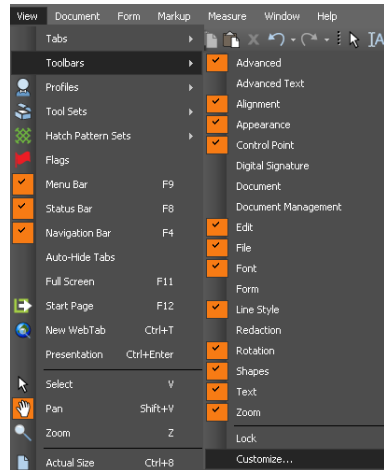 View Document Form Markup Measure Window Help
Tabs
Toolbars
Profiles
Tool Sets
Hatch Pattern Sets
Flags
Menu Bar F9
Status Bar F8
Navigation Bar F4
Auto-Hide Tabs
Full Screen F11
Start Page F12
New WebTab Ctrl+T
Presentation Ctrl+Enter
Select V
Pan Shift+V
Zoom Z
Actual Size Ctrl+8
Advanced
Advanced Text
Alignment
Appearance
Control Point
Digital Signature
Document
Document Management
Edit
File
Font
Form
Line Style
Redaction
Rotation
Shapes
Text
Zoom
Lock
Customize...